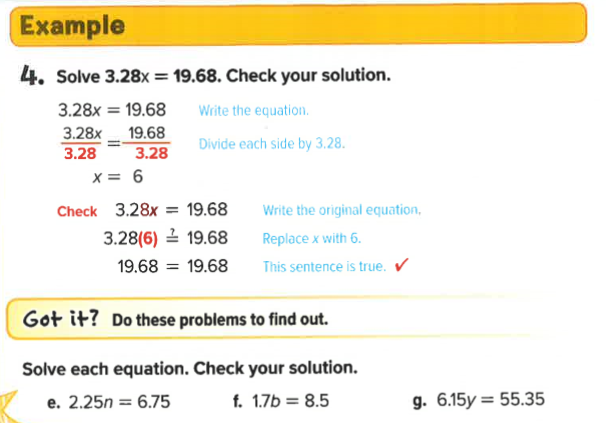 Example
4. Solve 3.28x = 19.68. Check your solution.
3.28x = 19.68 Write the equation.
3.28x/3.28 = 19.68/3.28 Divide each side by 3.28.
x = 6
Check 3.28x = 19.68 Write the original equation.
3.28(6) ≟ 19.68 Replace x with 6.
19.68 = 19.68 This sentence is true. ✓
Got it? Do these problems to find out.
Solve each equation. Check your solution.
e. 2.25n = 6.75 f. 1.7b = 8.5 g. 6.15y = 55.35